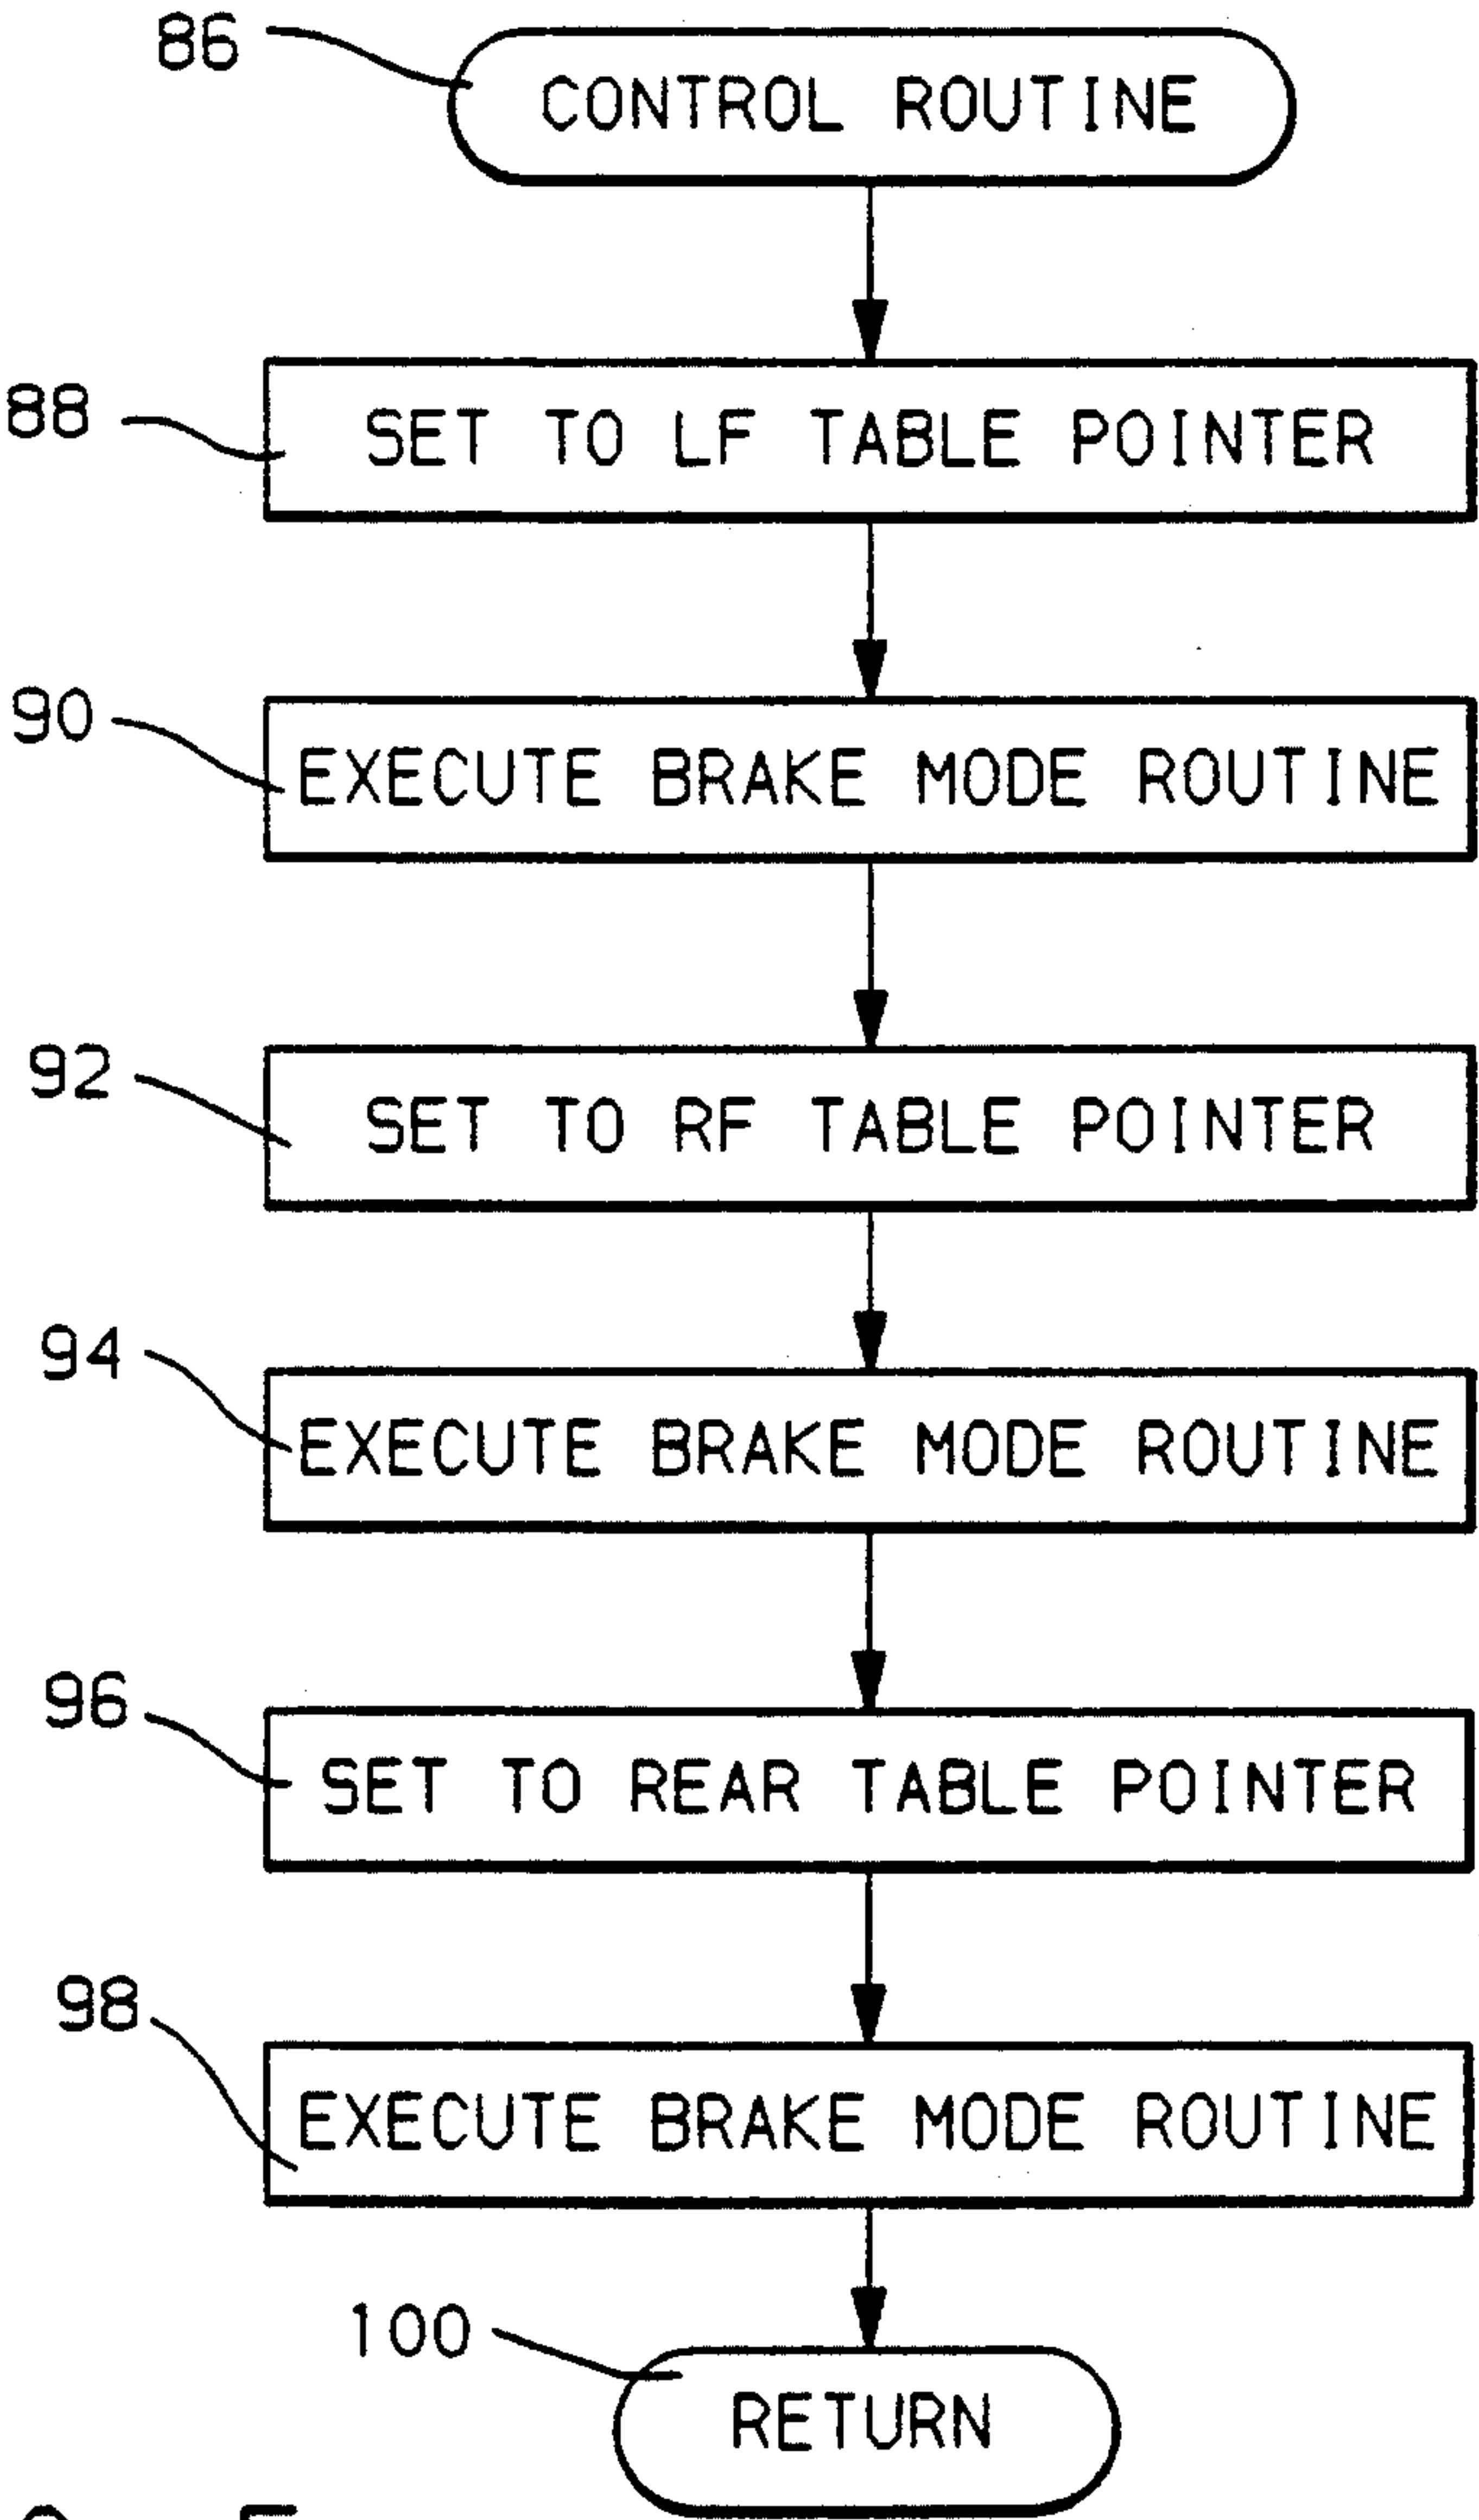 86
CONTROL ROUTINE
88
SET TO LF TABLE POINTER
90
EXECUTE BRAKE MODE ROUTINE
92
SET TO RF TABLE POINTER
94
EXECUTE BRAKE MODE ROUTINE
96
SET TO REAR TABLE POINTER
98
EXECUTE BRAKE MODE ROUTINE
100
RETURN